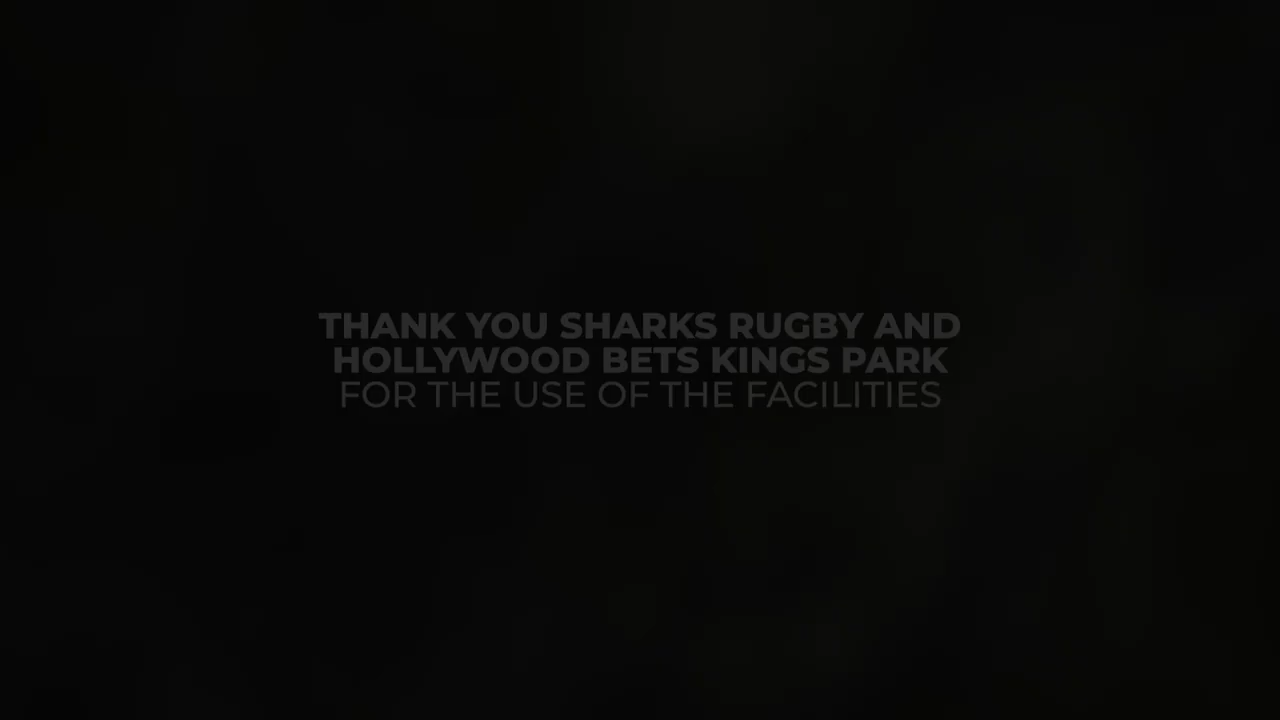 THANK YOU SHARKS RUGBY AND
HOLLYWOOD BETS KINGS PARK
FOR THE USE OF THE FACILITIES